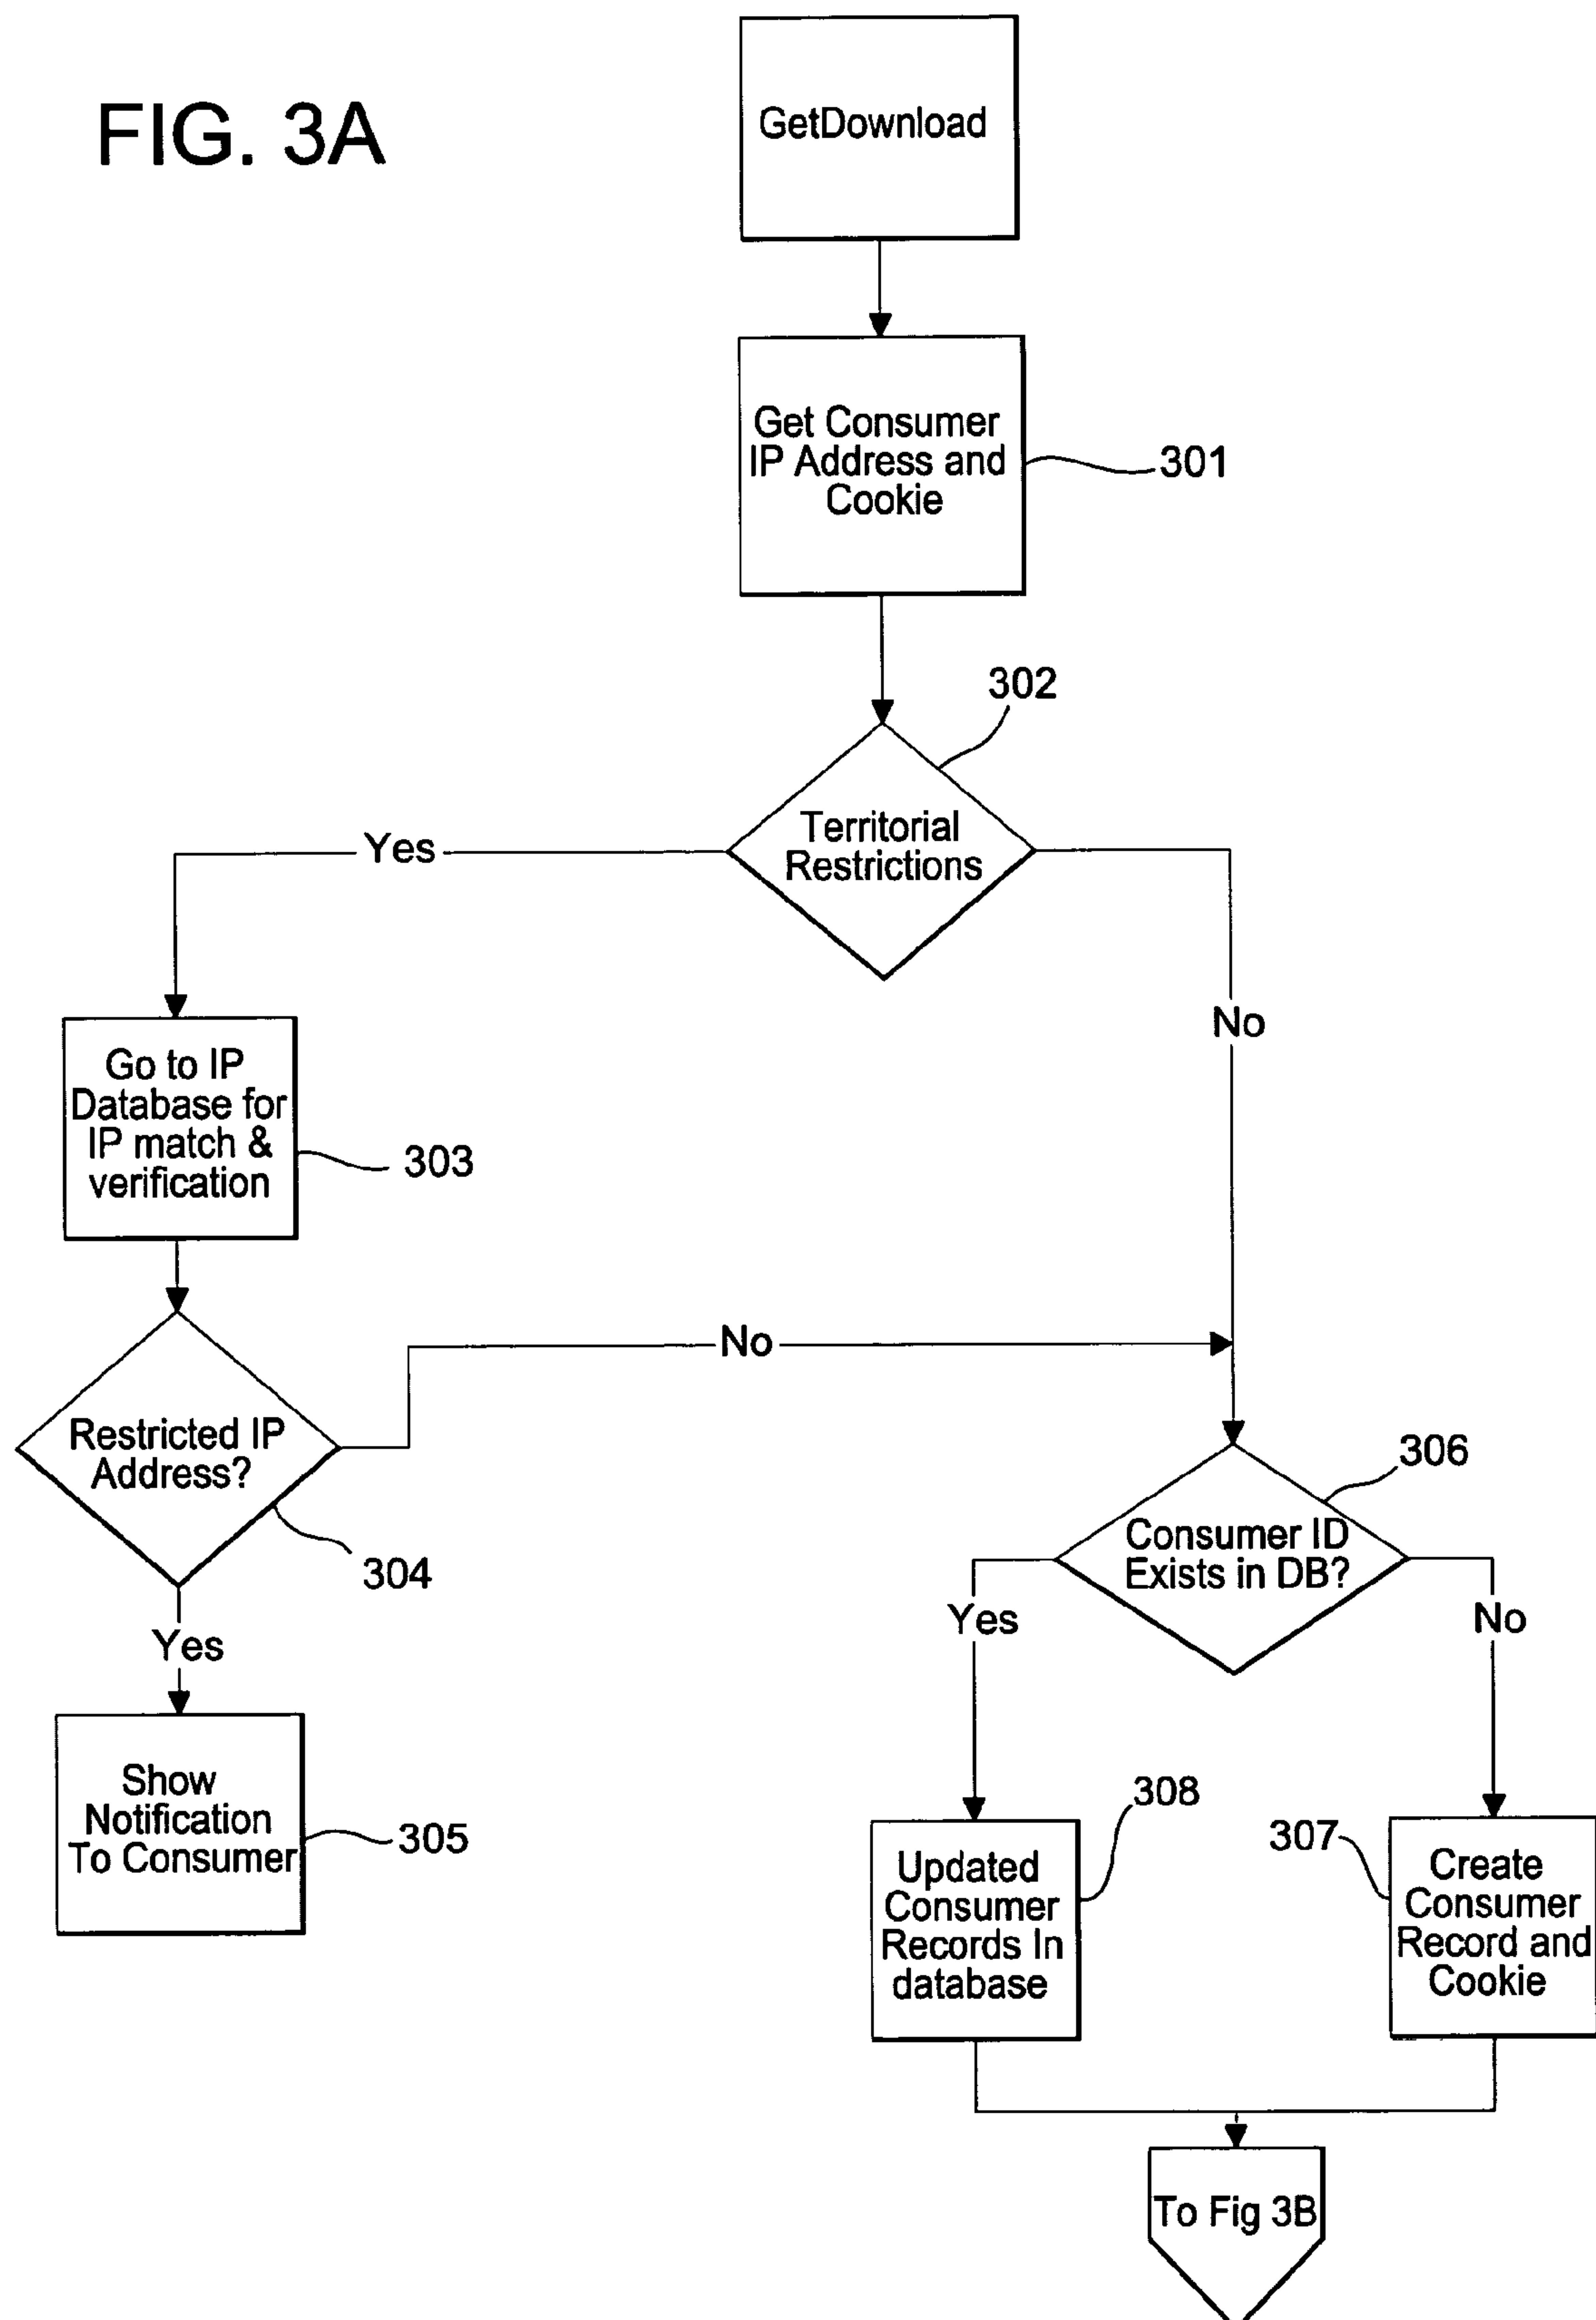 FIG. 3A
GetDownload
Get Consumer
IP Address and
Cookie
301
302
Territorial
Restrictions
Yes
No
Go to IP
Database for
IP match &
verification
303
No
Restricted IP
Address?
304
306
Consumer ID
Exists in DB?
Yes
Yes
No
Show
Notification
To Consumer
305
308
307
Updated
Consumer
Records In
database
Create
Consumer
Record and
Cookie
To Fig 3B